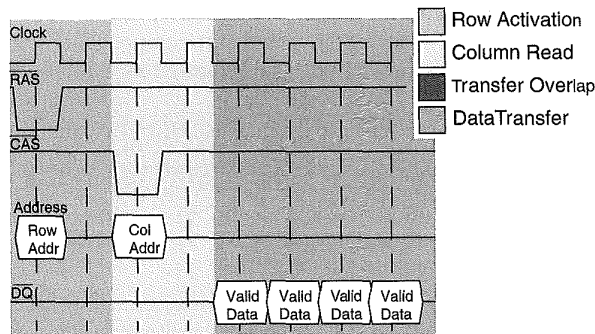 Clock
RAS
CAS
Address
Row
Addr
Col
Addr
DQ
Valid
Data
Valid
Data
Valid
Data
Valid
Data
Row Activation
Column Read
Transfer Overlap
DataTransfer